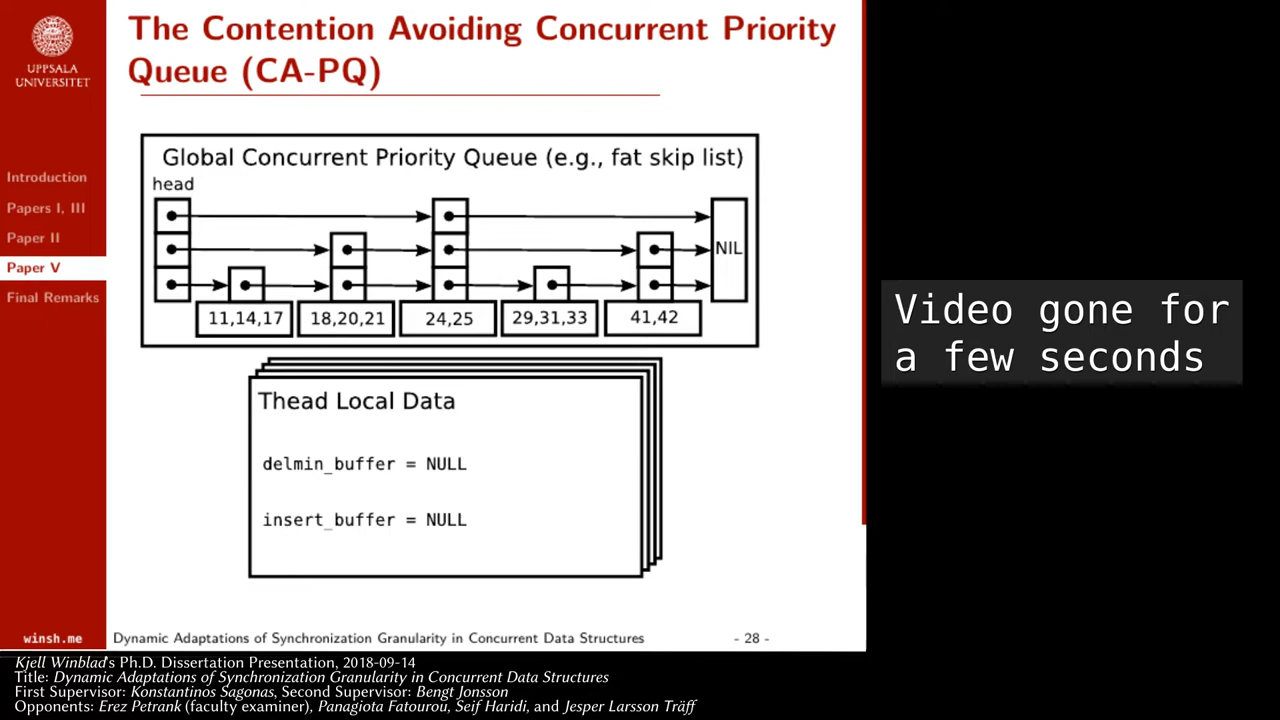 The Contention Avoiding Concurrent Priority
Queue (CA-PQ)
UPPSALA
UNIVERSITET
Introduction
Papers I, III
Paper II
Paper V
Final Remarks
Global Concurrent Priority Queue (e.g., fat skip list)
head
NIL
11,14,17
18,20,21
24,25
29,31,33
41,42
Thead Local Data
delmin_buffer = NULL
insert_buffer = NULL
Video gone for
a few seconds
winsh.me
Dynamic Adaptations of Synchronization Granularity in Concurrent Data Structures
- 28 -
Kjell Winblad's Ph.D. Dissertation Presentation, 2018-09-14
Title: Dynamic Adaptations of Synchronization Granularity in Concurrent Data Structures
First Supervisor: Konstantinos Sagonas, Second Supervisor: Bengt Jonsson
Opponents: Erez Petrank (faculty examiner), Panagiota Fatourou, Seif Haridi, and Jesper Larsson Träff